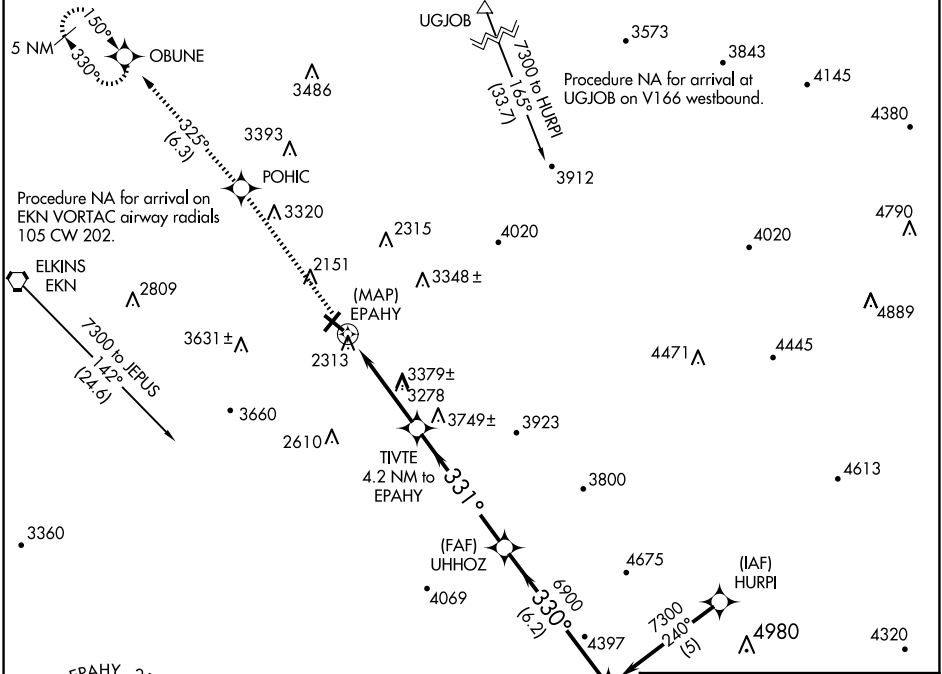 UGJOB
7300 to HURPI
165°
(33.7)
3573
3843
4145
4380
Procedure NA for arrival at
UGJOB on V166 westbound.
150°
5 NM
330°
OBUNE
3486
325°
(6.3)
3393
POHIC
3912
Procedure NA for arrival on
EKN VORTAC airway radials
105 CW 202.
3320
2315
4020
4020
4790
ELKINS
EKN
2809
2151
3348±
4889
(MAP)
EPAHY
7300 to JEPUS
142°
(24.6)
3631±
2313
4471
4445
3379±
3278
3660
3749±
3923
2610
TIVTE
4.2 NM to
EPAHY
331°
3800
4613
3360
(FAF)
UHHOZ
4675
(IAF)
HURPI
4069
6900
330°
(6.2)
4397
7300
240°
(5)
4980
4320
EPAHY